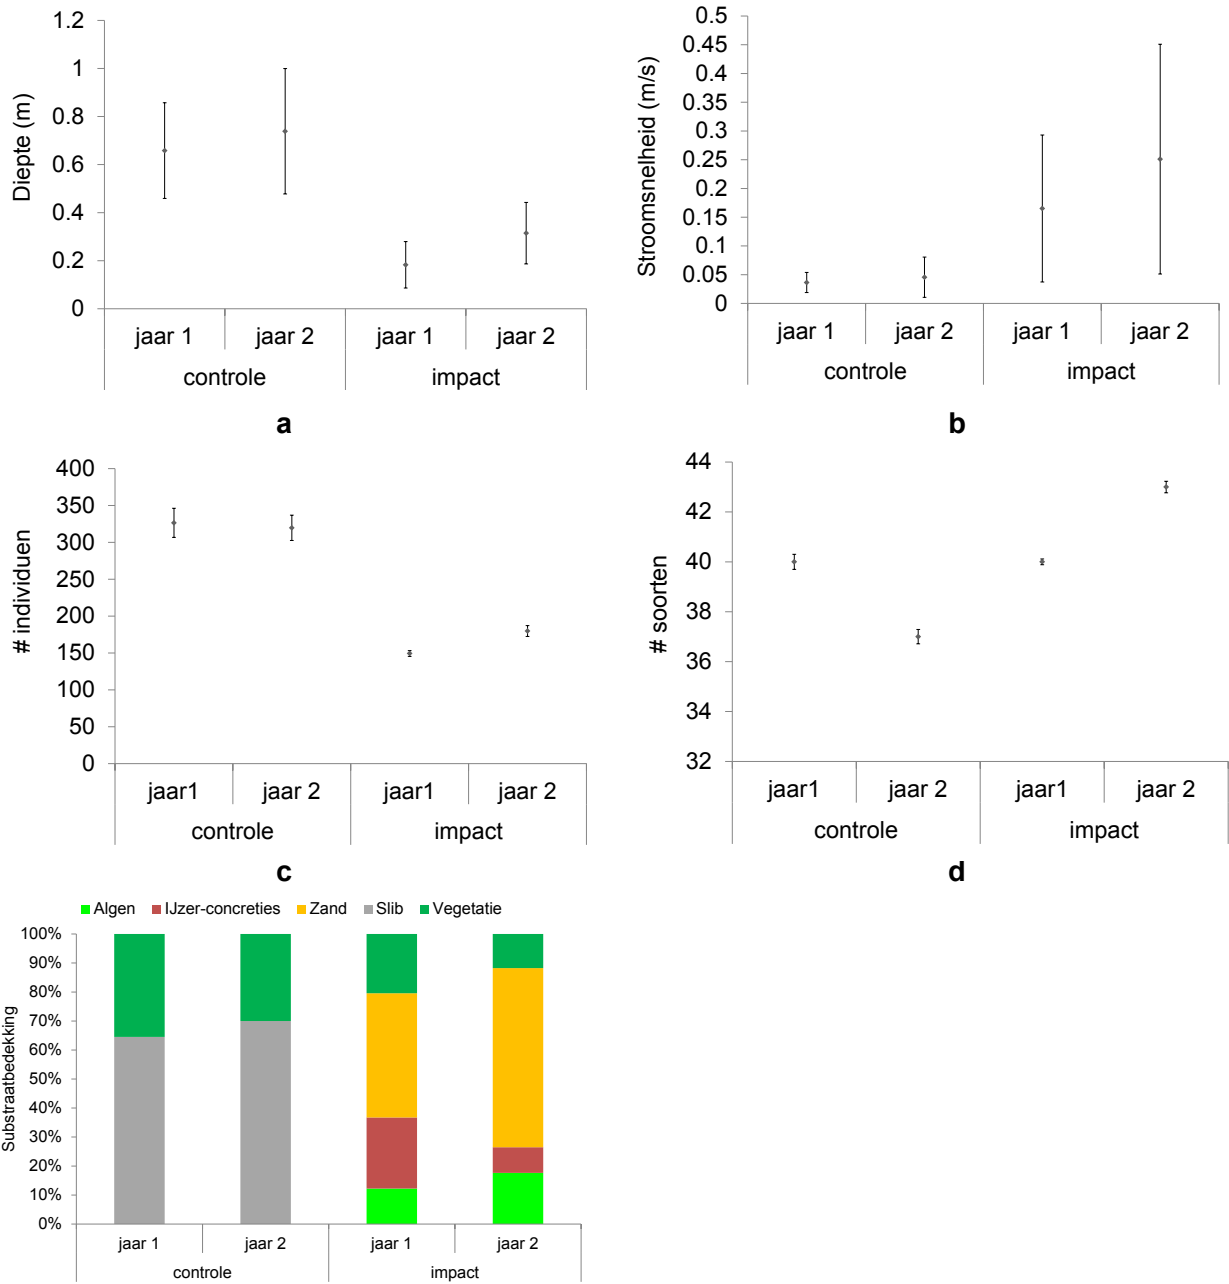 Diepte (m)
1.2
1
0.8
0.6
0.4
0.2
0
jaar 1 jaar 2 jaar 1 jaar 2
controle impact
a
Stroomsnelheid (m/s)
0.5
0.45
0.4
0.35
0.3
0.25
0.2
0.15
0.1
0.05
0
jaar 1 jaar 2 jaar 1 jaar 2
controle impact
b
# individuen
400
350
300
250
200
150
100
50
0
jaar1 jaar 2 jaar1 jaar 2
controle impact
c
# soorten
44
42
40
38
36
34
32
jaar1 jaar 2 jaar1 jaar 2
controle impact
d
Algen IJzer-concreties Zand Slib Vegetatie
Substraatbedekking
100%
90%
80%
70%
60%
50%
40%
30%
20%
10%
0%
jaar 1 jaar 2 jaar 1 jaar 2
controle impact